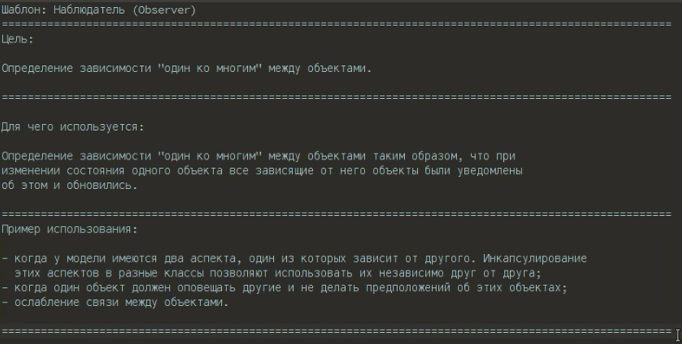 Шаблон: Наблюдатель (Observer)
================================================================================================
Цель:
Определение зависимости "один ко многим" между объектами.
================================================================================================
Для чего используется:
Определение зависимости "один ко многим" между объектами таким образом, что при
изменении состояния одного объекта все зависящие от него объекты были уведомлены
об этом и обновились.
================================================================================================
Пример использования:
- когда у модели имеются два аспекта, один из которых зависит от другого. Инкапсулирование
этих аспектов в разные классы позволяют использовать их независимо друг от друга;
- когда один объект должен оповещать другие и не делать предположений об этих объектах;
- ослабление связи между объектами.
================================================================================================